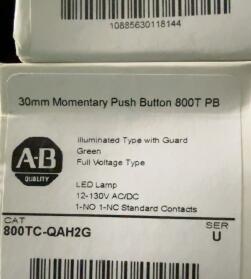 10885630118144
30mm Momentary Push Button 800T PB
A-B
QUALITY
Illuminated Type with Guard
Green
Full Voltage Type
LED Lamp
12-130V AC/DC
1-NO 1-NC Standard Contacts
CAT
800TC-QAH2G
SER
U